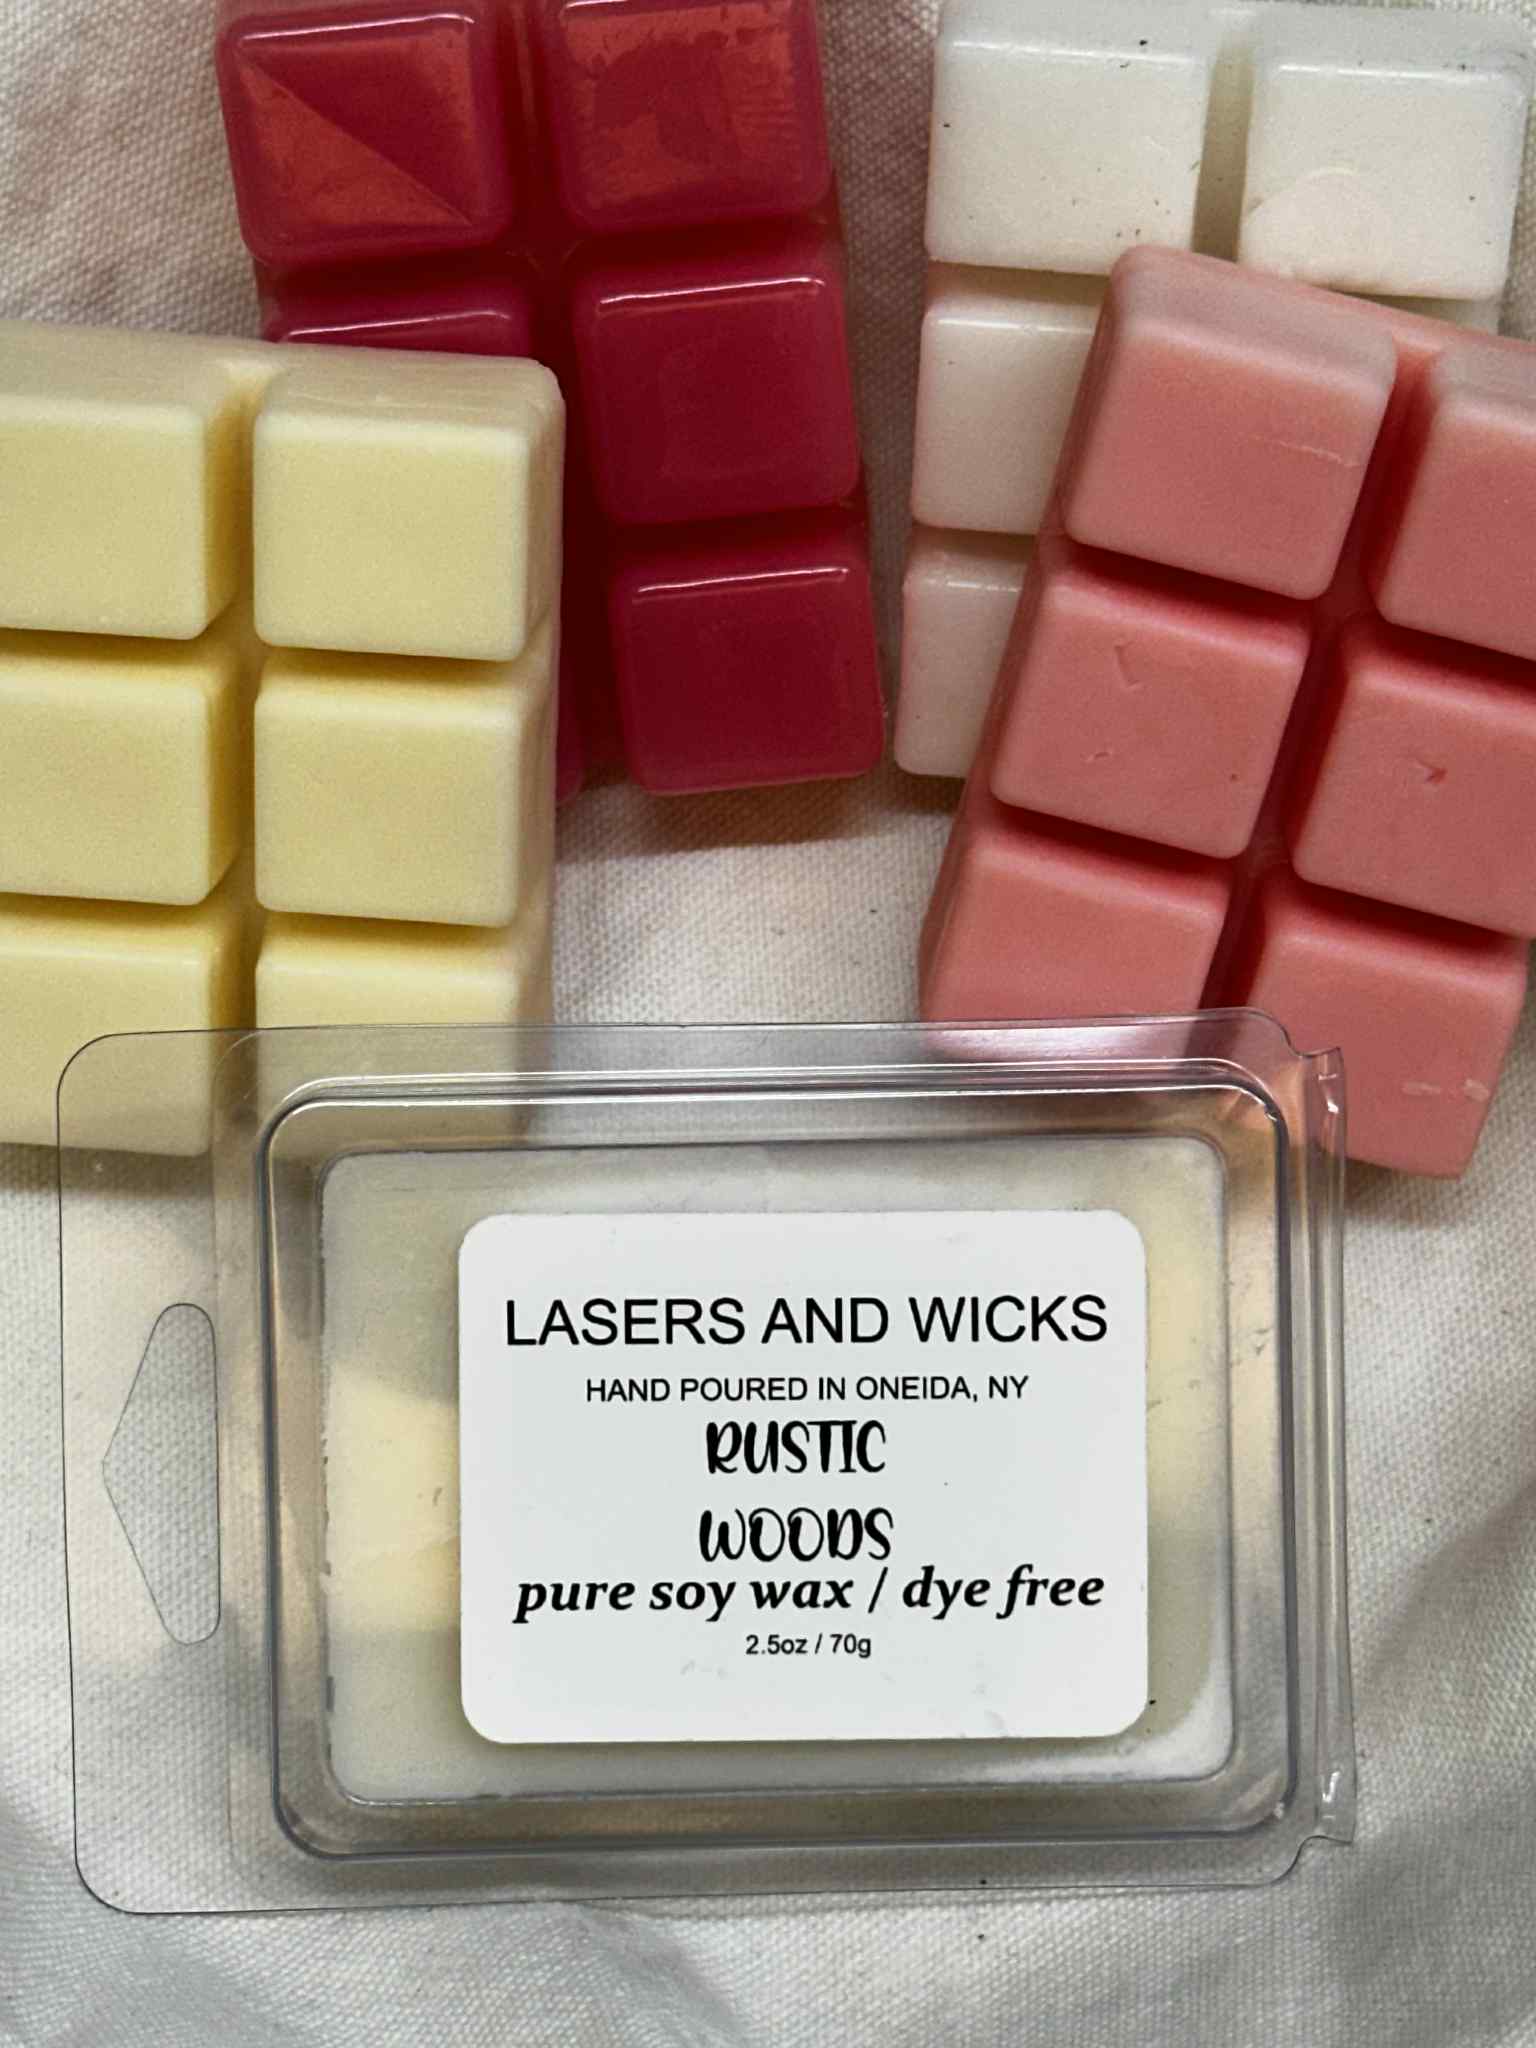 LASERS AND WICKS
HAND POURED IN ONEIDA, NY
RUSTIC
WOODS
pure soy wax / dye free
2.5oz / 70g